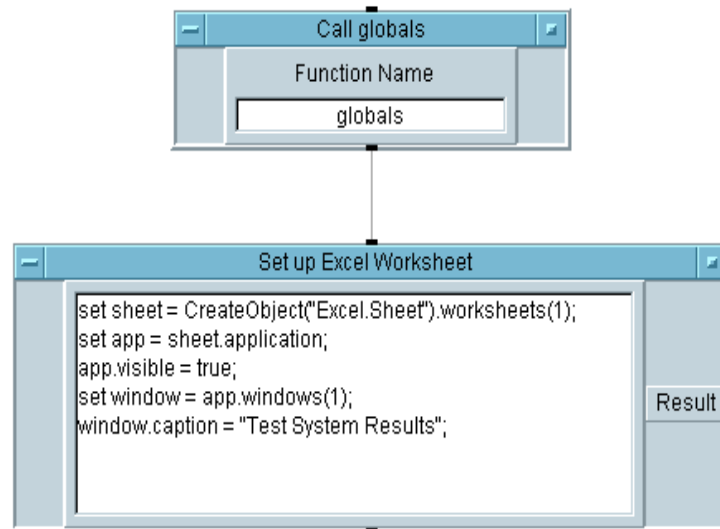 Call globals
Function Name
globals
Set up Excel Worksheet
set sheet = CreateObject("Excel.Sheet").worksheets(1);
set app = sheet.application;
app.visible = true;
set window = app.windows(1);
window.caption = "Test System Results";
Result